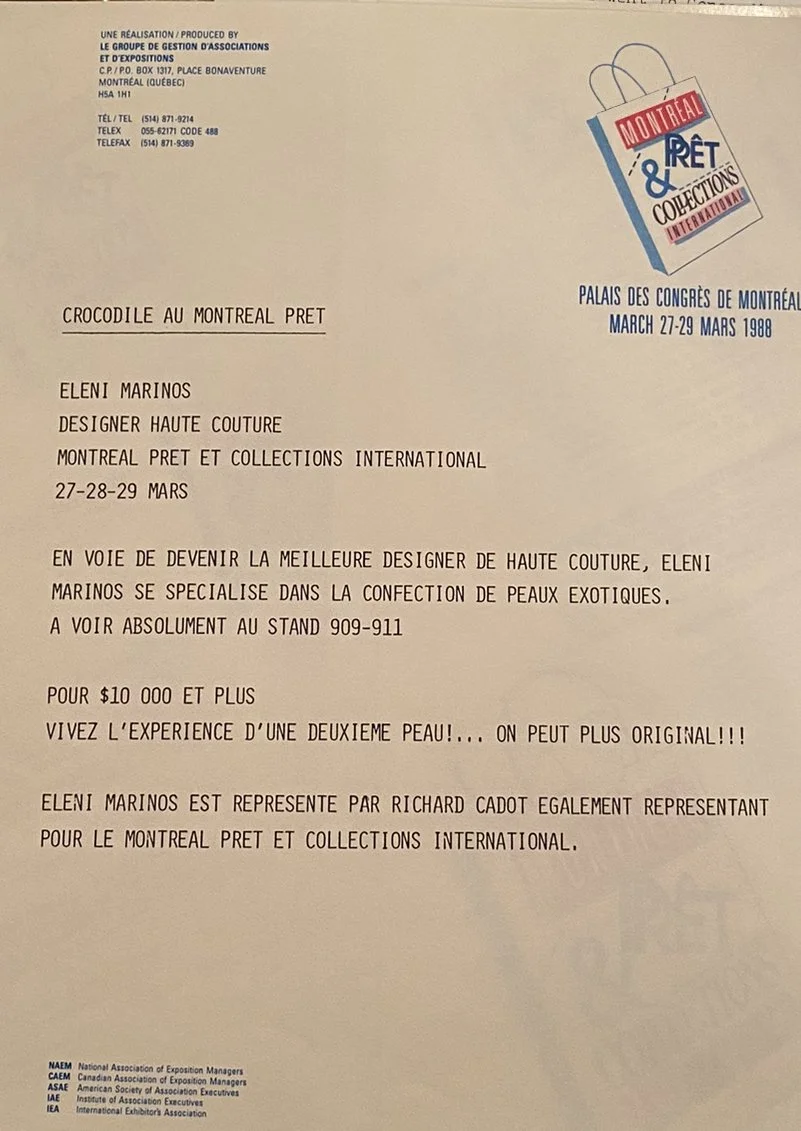 UNE RÉALISATION / PRODUCED BY
LE GROUPE DE GESTION D'ASSOCIATIONS
ET D'EXPOSITIONS
C.P. / P.O. BOX 1317, PLACE BONAVENTURE
MONTRÉAL (QUÉBEC)
H5A 1H1
TÉL / TEL (514) 871-9214
TELEX 055-62171 CODE 488
TELEFAX (514) 871-9389
MONTRÉAL
PRÊT
&
COLLECTIONS
INTERNATIONAL
PALAIS DES CONGRÈS DE MONTRÉAL
MARCH 27-29 MARS 1988
CROCODILE AU MONTREAL PRET
ELENI MARINOS
DESIGNER HAUTE COUTURE
MONTREAL PRET ET COLLECTIONS INTERNATIONAL
27-28-29 MARS
EN VOIE DE DEVENIR LA MEILLEURE DESIGNER DE HAUTE COUTURE, ELENI
MARINOS SE SPECIALISE DANS LA CONFECTION DE PEAUX EXOTIQUES.
A VOIR ABSOLUMENT AU STAND 909-911
POUR $10 000 ET PLUS
VIVEZ L'EXPERIENCE D'UNE DEUXIEME PEAU!... ON PEUT PLUS ORIGINAL!!!
ELENI MARINOS EST REPRESENTE PAR RICHARD CADOT EGALEMENT REPRESENTANT
POUR LE MONTREAL PRET ET COLLECTIONS INTERNATIONAL.
NAEM National Association of Exposition Managers
CAEM Canadian Association of Exposition Managers
ASAE American Society of Association Executives
IAE Institute of Association Executives
IEA International Exhibitor's Association